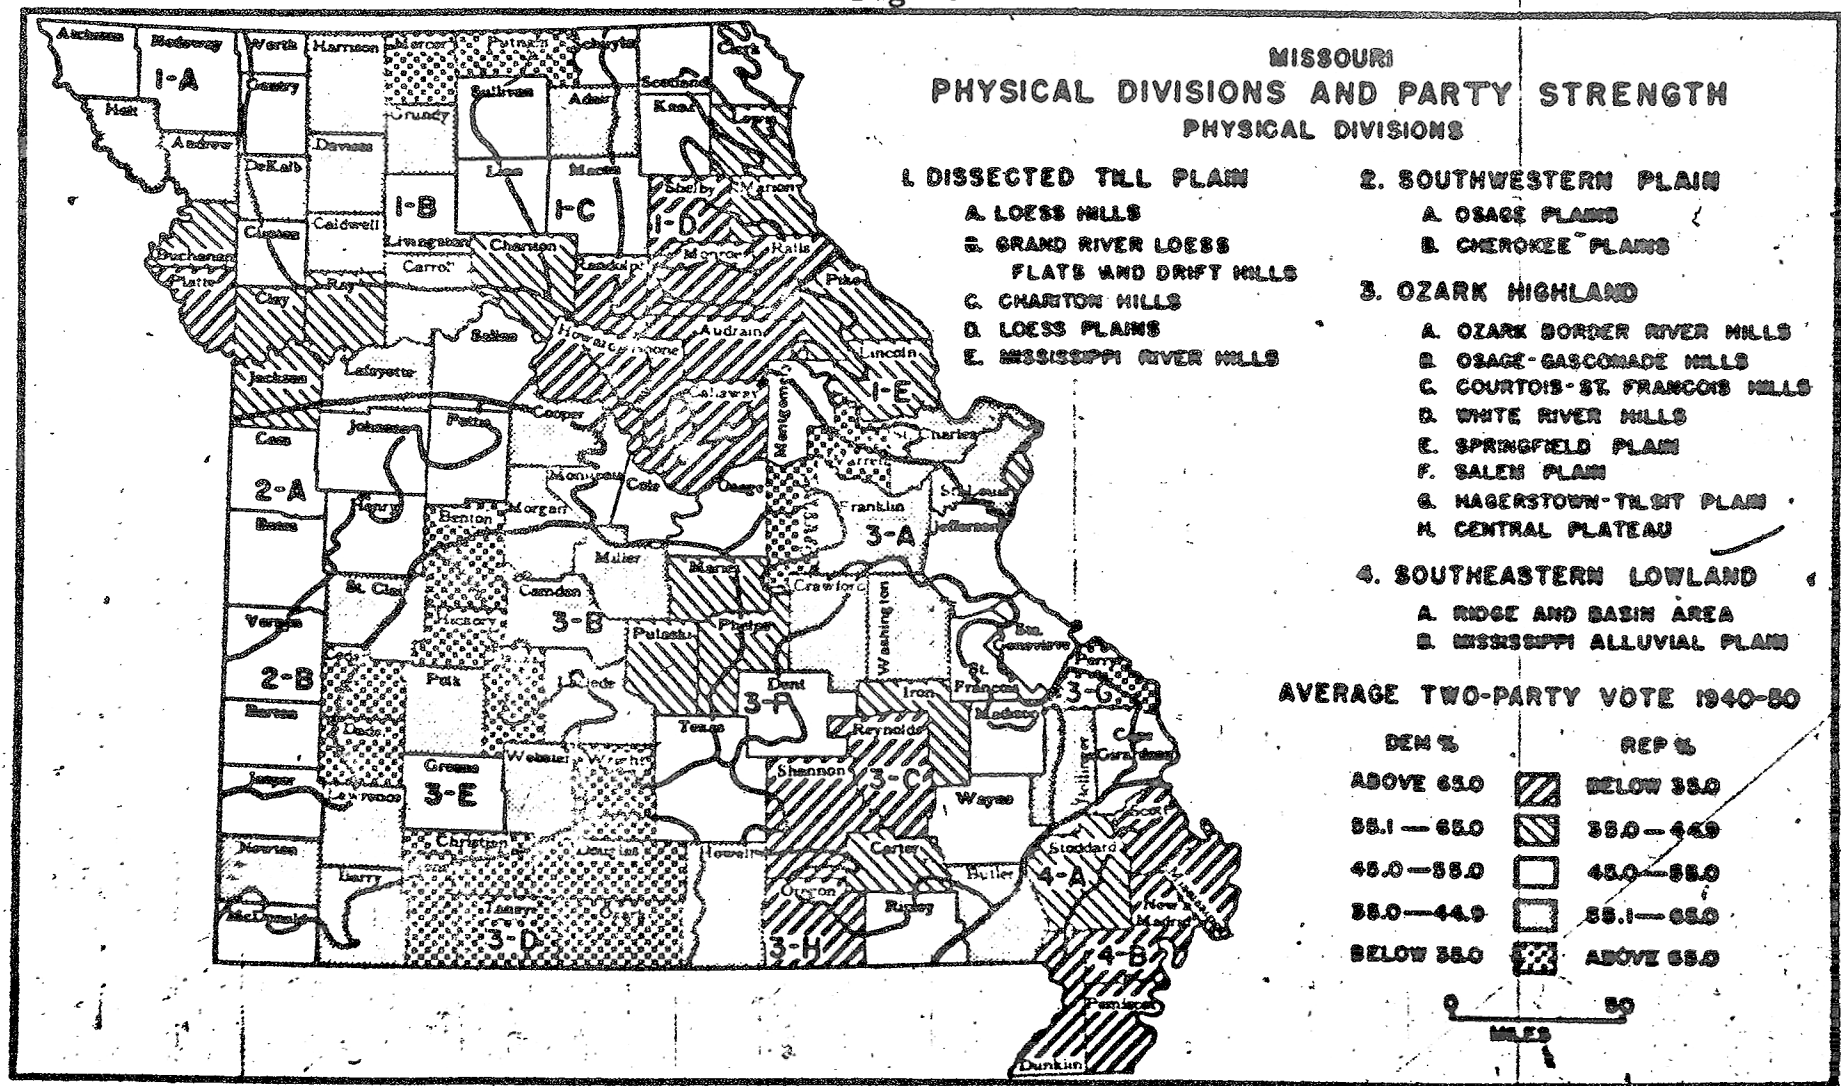 MISSOURI
PHYSICAL DIVISIONS AND PARTY STRENGTH
PHYSICAL DIVISIONS
1. DISSECTED TILL PLAIN
A. LOESS HILLS
B. GRAND RIVER LOESS
FLATS AND DRIFT HILLS
C. CHARITON HILLS
D. LOESS PLAINS
E. MISSISSIPPI RIVER HILLS
2. SOUTHWESTERN PLAIN
A. OSAGE PLAINS
B. CHEROKEE PLAINS
3. OZARK HIGHLAND
A. OZARK BORDER RIVER HILLS
B. OSAGE-GASCONADE HILLS
C. COURTOIS-ST. FRANCOIS HILLS
D. WHITE RIVER HILLS
E. SPRINGFIELD PLAIN
F. SALEM PLAIN
G. HAGERSTOWN-TILSIT PLAIN
H. CENTRAL PLATEAU
4. SOUTHEASTERN LOWLAND
A. RIDGE AND BASIN AREA
B. MISSISSIPPI ALLUVIAL PLAIN
AVERAGE TWO-PARTY VOTE 1940-50
DEM % REP %
ABOVE 65.0 BELOW 35.0
55.1—65.0 35.0—44.9
45.0—55.0 45.0—55.0
35.0—44.9 55.1—65.0
BELOW 35.0 ABOVE 65.0
0 50
MILES
Atchison
Nodaway
Worth
Harrison
Mercer
Putnam
Schuyler
Scotland
Clark
1-A
Gentry
Sullivan
Adair
Knox
Lewis
Holt
Andrew
Daviess
Grundy
DeKalb
Linn
Macon
Shelby
Marion
1-B
1-C
1-D
Clinton
Caldwell
Livingston
Chariton
Monroe
Ralls
Buchanan
Carroll
Randolph
Platte
Clay
Ray
Pike
Saline
Howard
Boone
Audrain
Lincoln
Jackson
Lafayette
Callaway
Montgomery
1-E
Cooper
Cass
Johnson
Pettis
St. Charles
Warren
2-A
Moniteau
Cole
Osage
St. Louis
Henry
Morgan
Franklin
Bates
Benton
3-A
Jefferson
Miller
Maries
St. Clair
Camden
Crawford
Washington
Vernon
Hickory
3-B
Pulaski
Phelps
Ste. Genevieve
Perry
2-B
Polk
Laclede
Dent
3-F
Iron
St. Francois
3-G
Barton
Dade
Texas
Reynolds
Madison
Cape Girardeau
Greene
Webster
Wright
Jasper
Lawrence
3-E
Shannon
3-C
Wayne
Bollinger
Scott
Newton
Christian
Douglas
Howell
Carter
Stoddard
Barry
Butler
4-A
McDonald
Taney
Ozark
Oregon
Ripley
New Madrid
3-D
3-H
4-B
Pemiscot
Dunklin